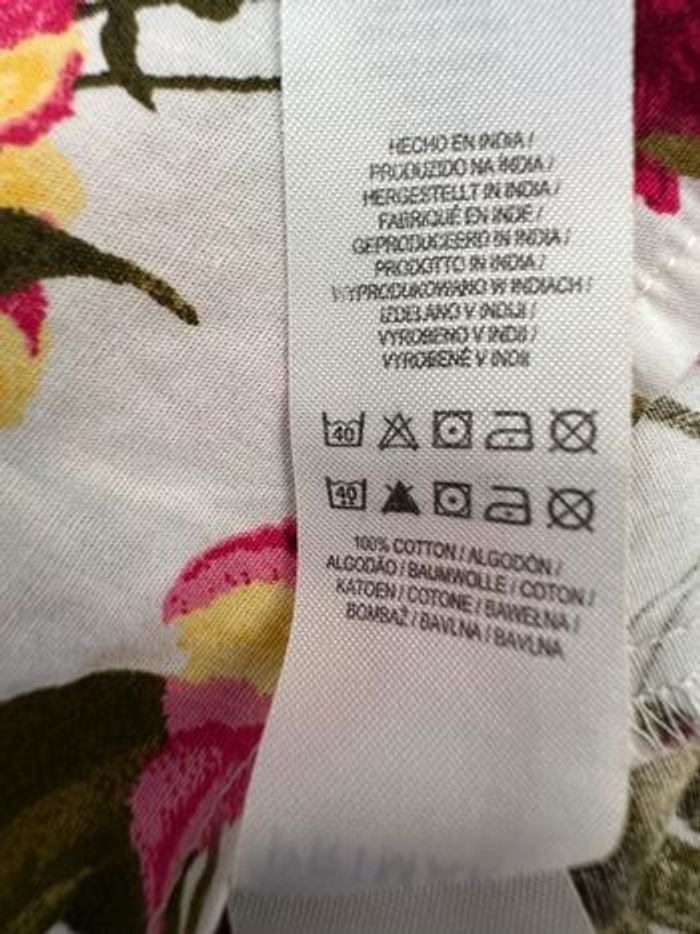 HECHO EN INDIA /
PRODUZIDO NA ÍNDIA /
HERGESTELLT IN INDIA /
FABRIQUÉ EN INDE /
GEPRODUCEERD IN INDIA /
PRODOTTO IN INDIA /
WYPRODUKOWANO W INDIACH /
IZDELANO V INDIJI /
VYROBENO V INDII /
VYROBENÉ V INDII
40
40
100% COTTON / ALGODÓN /
ALGODÃO / BAUMWOLLE / COTON /
KATOEN / COTONE / BAWEŁNA /
BOMBAŽ / BAVLNA / BAVLNA